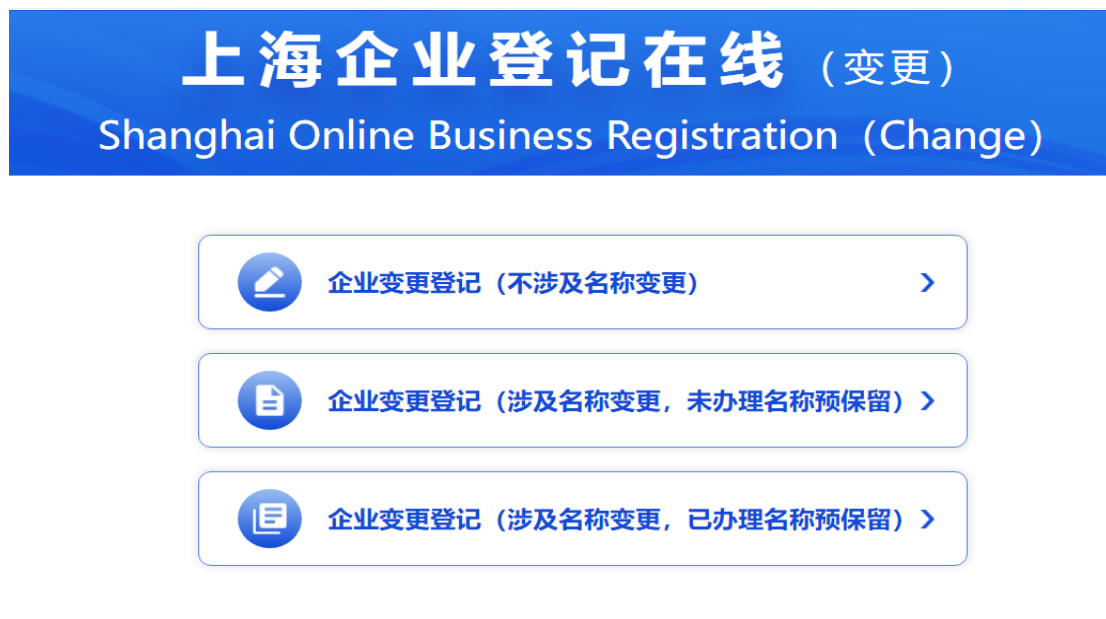 上海企业登记在线（变更）
Shanghai Online Business Registration（Change）
企业变更登记（不涉及名称变更）
企业变更登记（涉及名称变更，未办理名称预保留）
企业变更登记（涉及名称变更，已办理名称预保留）